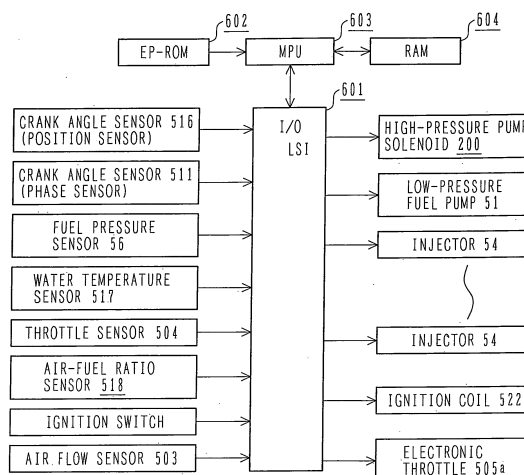 602
603
604
EP-ROM
MPU
RAM
601
I/O
LSI
CRANK ANGLE SENSOR 516
(POSITION SENSOR)
CRANK ANGLE SENSOR 511
(PHASE SENSOR)
FUEL PRESSURE
SENSOR 56
WATER TEMPERATURE
SENSOR 517
THROTTLE SENSOR 504
AIR-FUEL RATIO
SENSOR 518
IGNITION SWITCH
AIR FLOW SENSOR 503
HIGH-PRESSURE PUMP
SOLENOID 200
LOW-PRESSURE
FUEL PUMP 51
INJECTOR 54
INJECTOR 54
IGNITION COIL 522
ELECTRONIC
THROTTLE 505a